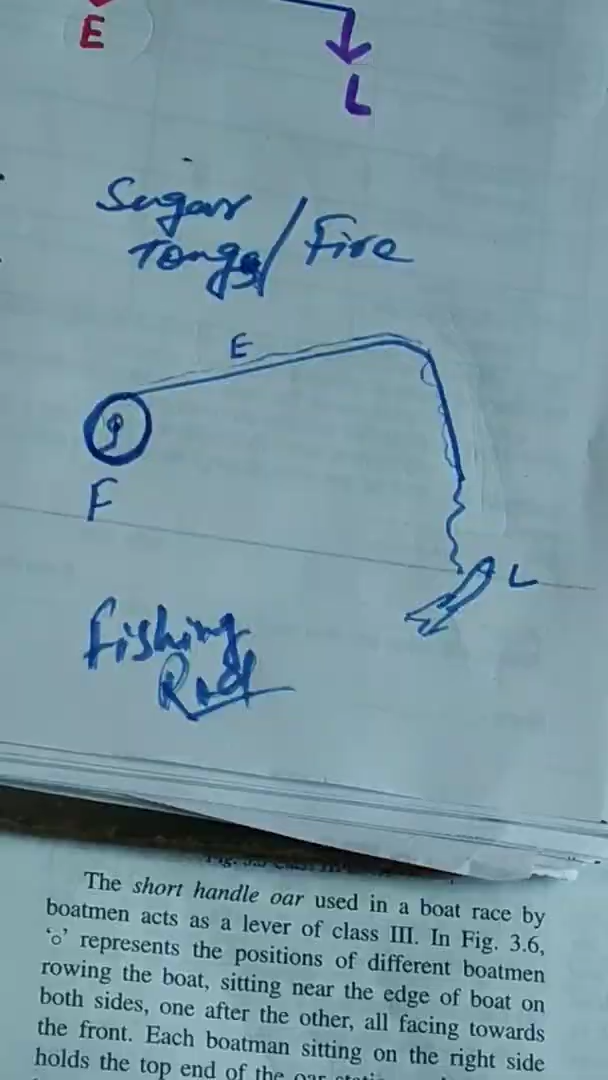 E
L
Sugar
Tongs/Fire
E
F
L
Fishing
Rod
The short handle oar used in a boat race by
boatmen acts as a lever of class III. In Fig. 3.6,
‘o’ represents the positions of different boatmen
rowing the boat, sitting near the edge of boat on
both sides, one after the other, all facing towards
the front. Each boatman sitting on the right side
holds the top end of the oar